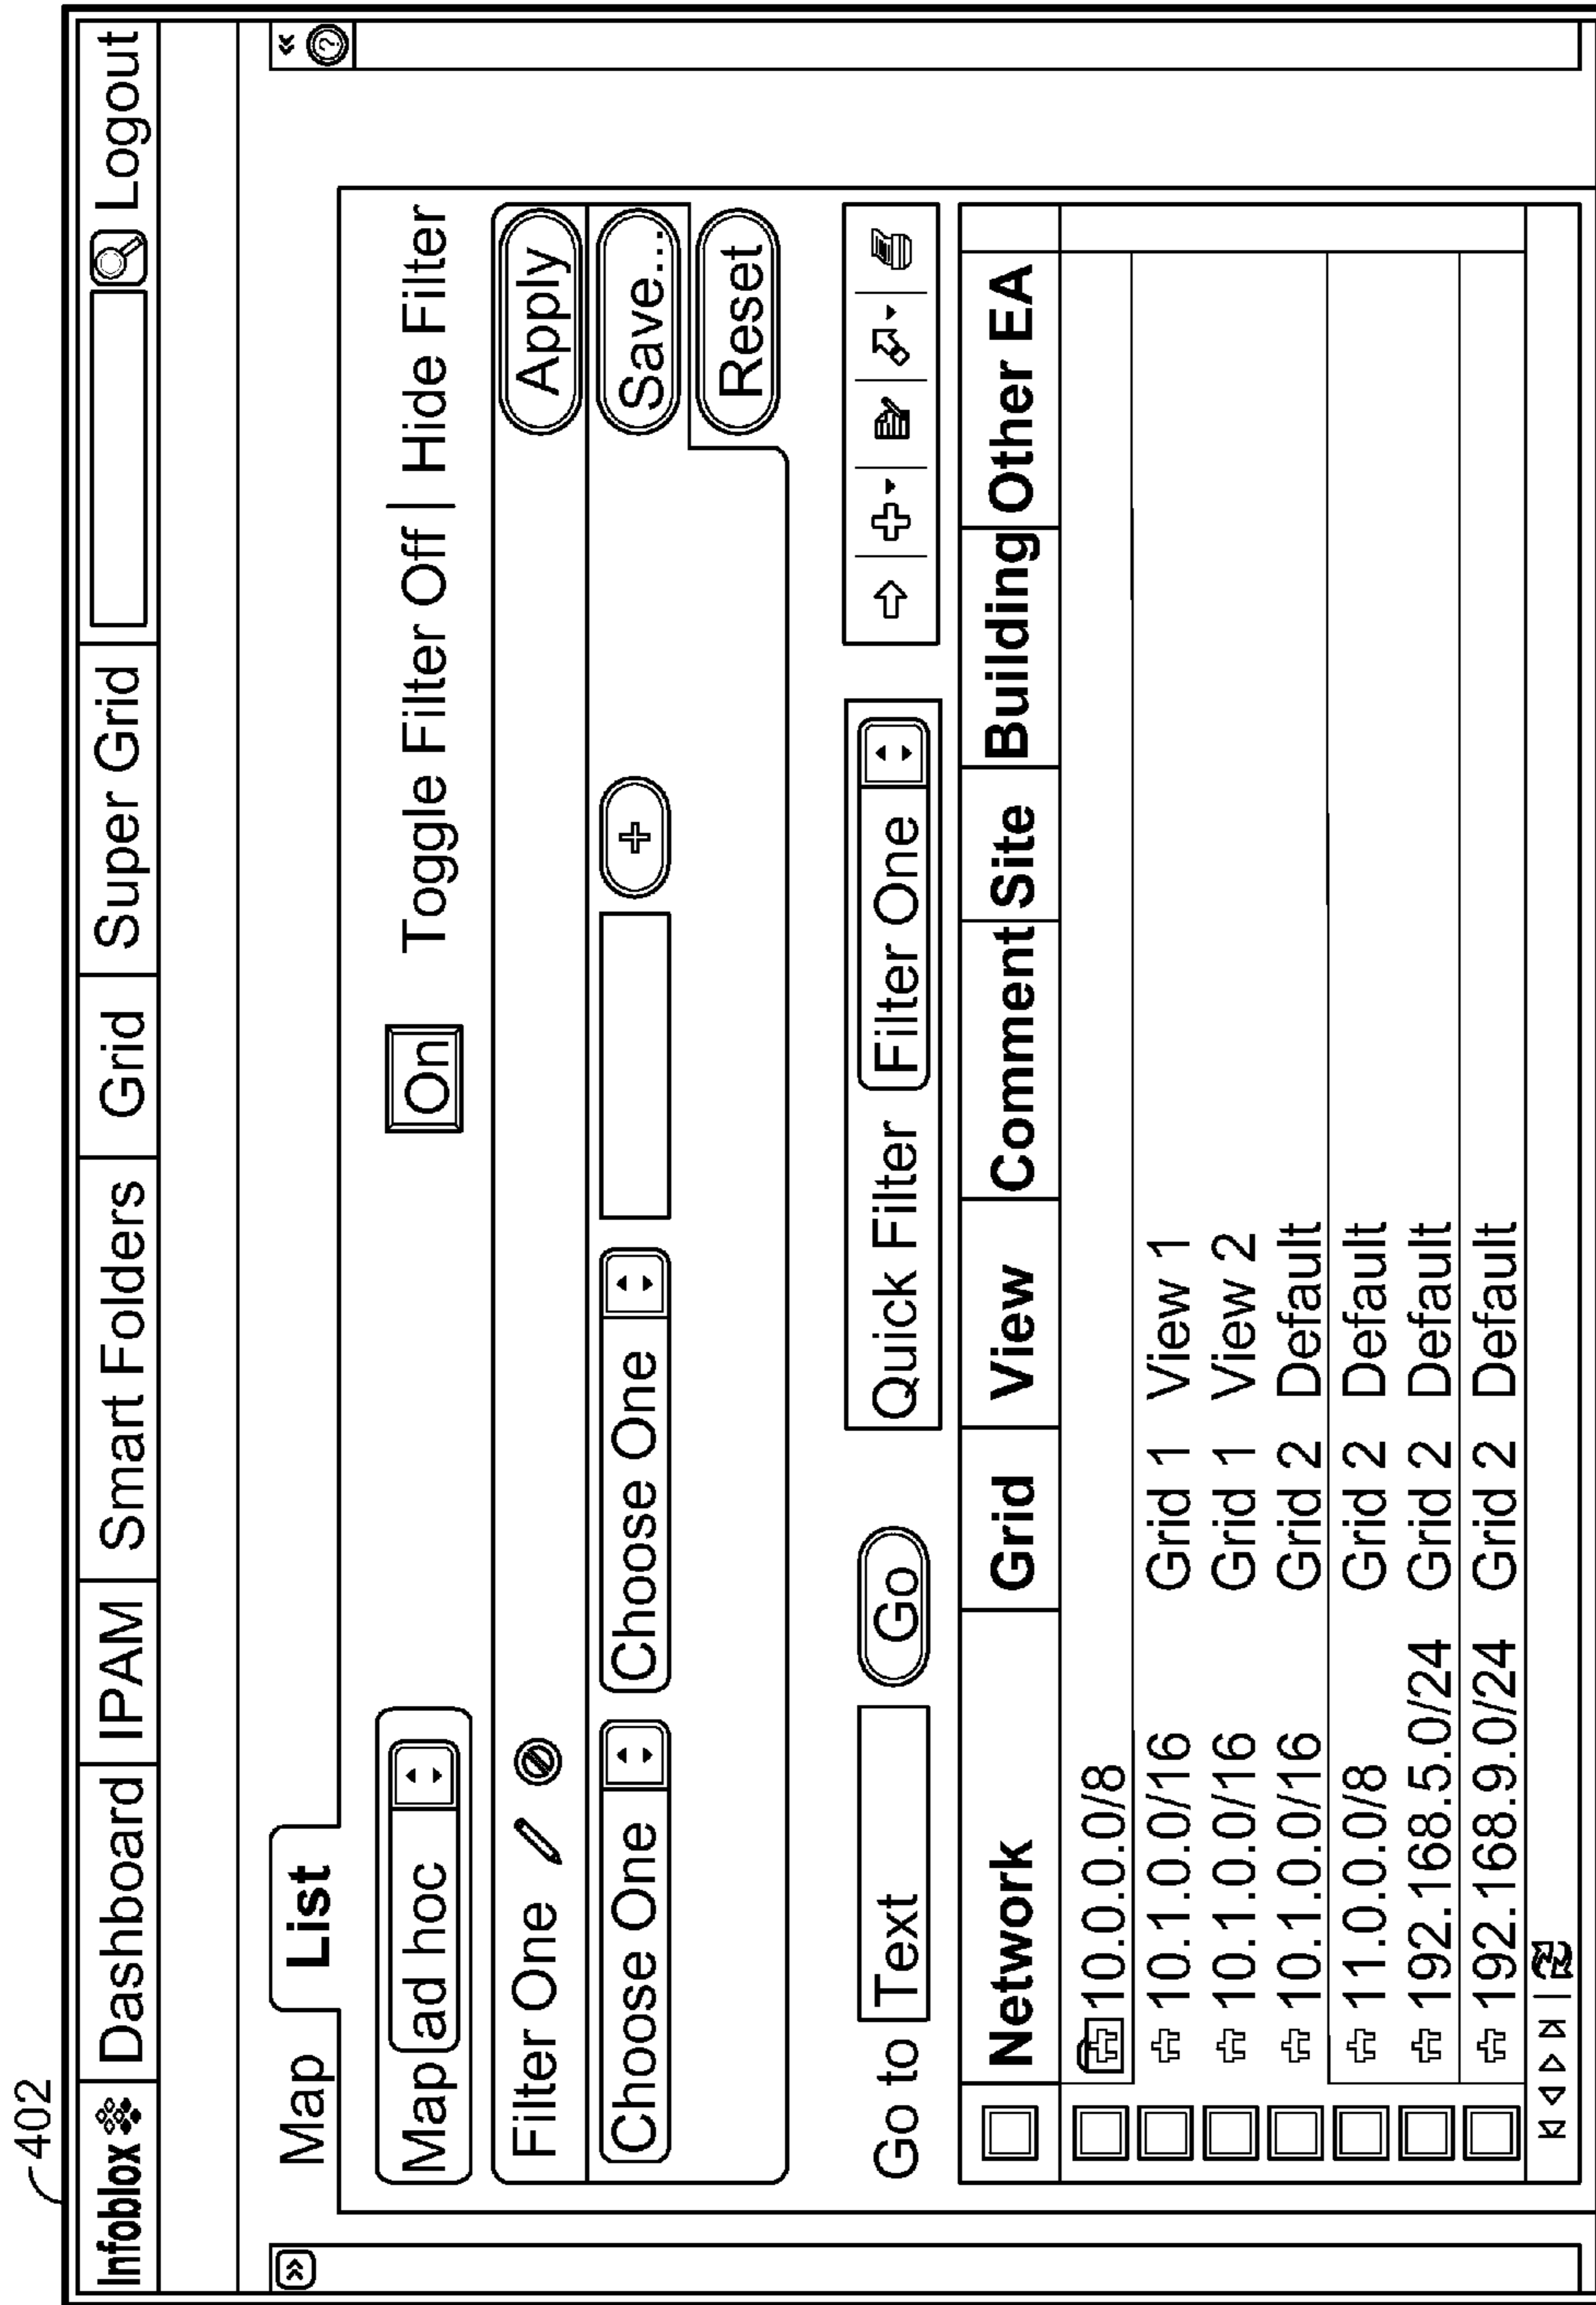 402
Infoblox Dashboard IPAM Smart Folders Grid Super Grid Logout
« ?
»
Map List
Map ad hoc On Toggle Filter Off | Hide Filter
Filter One Apply
Choose One Choose One + Save...
Reset
Go to Text Go Quick Filter Filter One
Network Grid View Comment Site Building Other EA
10.0.0.0/8
10.1.0.0/16 Grid 1 View 1
10.1.0.0/16 Grid 1 View 2
10.1.0.0/16 Grid 2 Default
11.0.0.0/8 Grid 2 Default
192.168.5.0/24 Grid 2 Default
192.168.9.0/24 Grid 2 Default